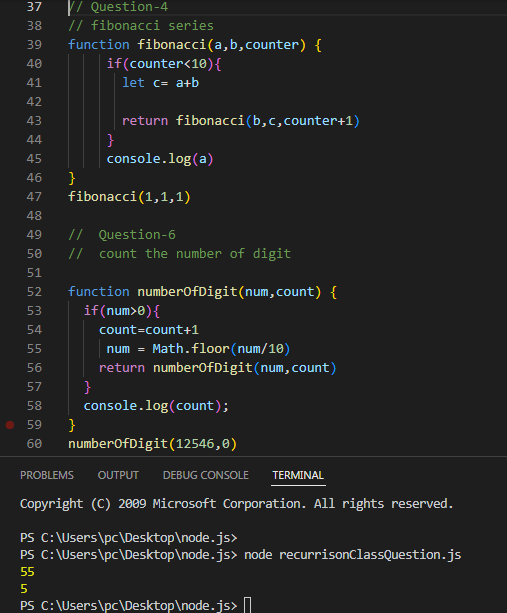 37 // Question-4
38 // fibonacci series
39 function fibonacci(a,b,counter) {
40 if(counter<10){
41 let c= a+b
42
43 return fibonacci(b,c,counter+1)
44 }
45 console.log(a)
46 }
47 fibonacci(1,1,1)
48
49 //  Question-6
50 //  count the number of digit
51
52 function numberOfDigit(num,count) {
53 if(num>0){
54 count=count+1
55 num = Math.floor(num/10)
56 return numberOfDigit(num,count)
57 }
58 console.log(count);
59 }
60 numberOfDigit(12546,0)
PROBLEMS OUTPUT DEBUG CONSOLE TERMINAL
Copyright (C) 2009 Microsoft Corporation. All rights reserved.
PS C:\Users\pc\Desktop\node.js>
PS C:\Users\pc\Desktop\node.js> node recurrisonClassQuestion.js
55
5
PS C:\Users\pc\Desktop\node.js>